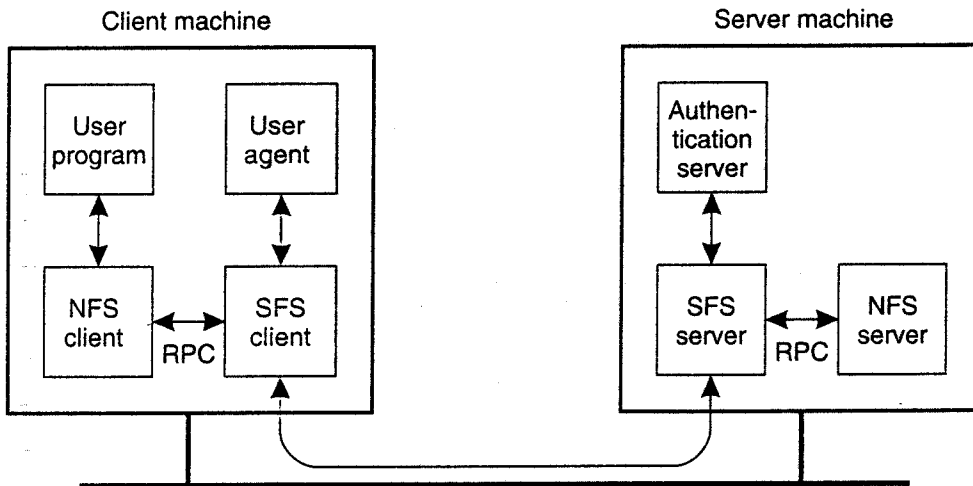 Client machine
Server machine
User
program
User
agent
Authen-
tication
server
NFS
client
RPC
SFS
client
SFS
server
RPC
NFS
server